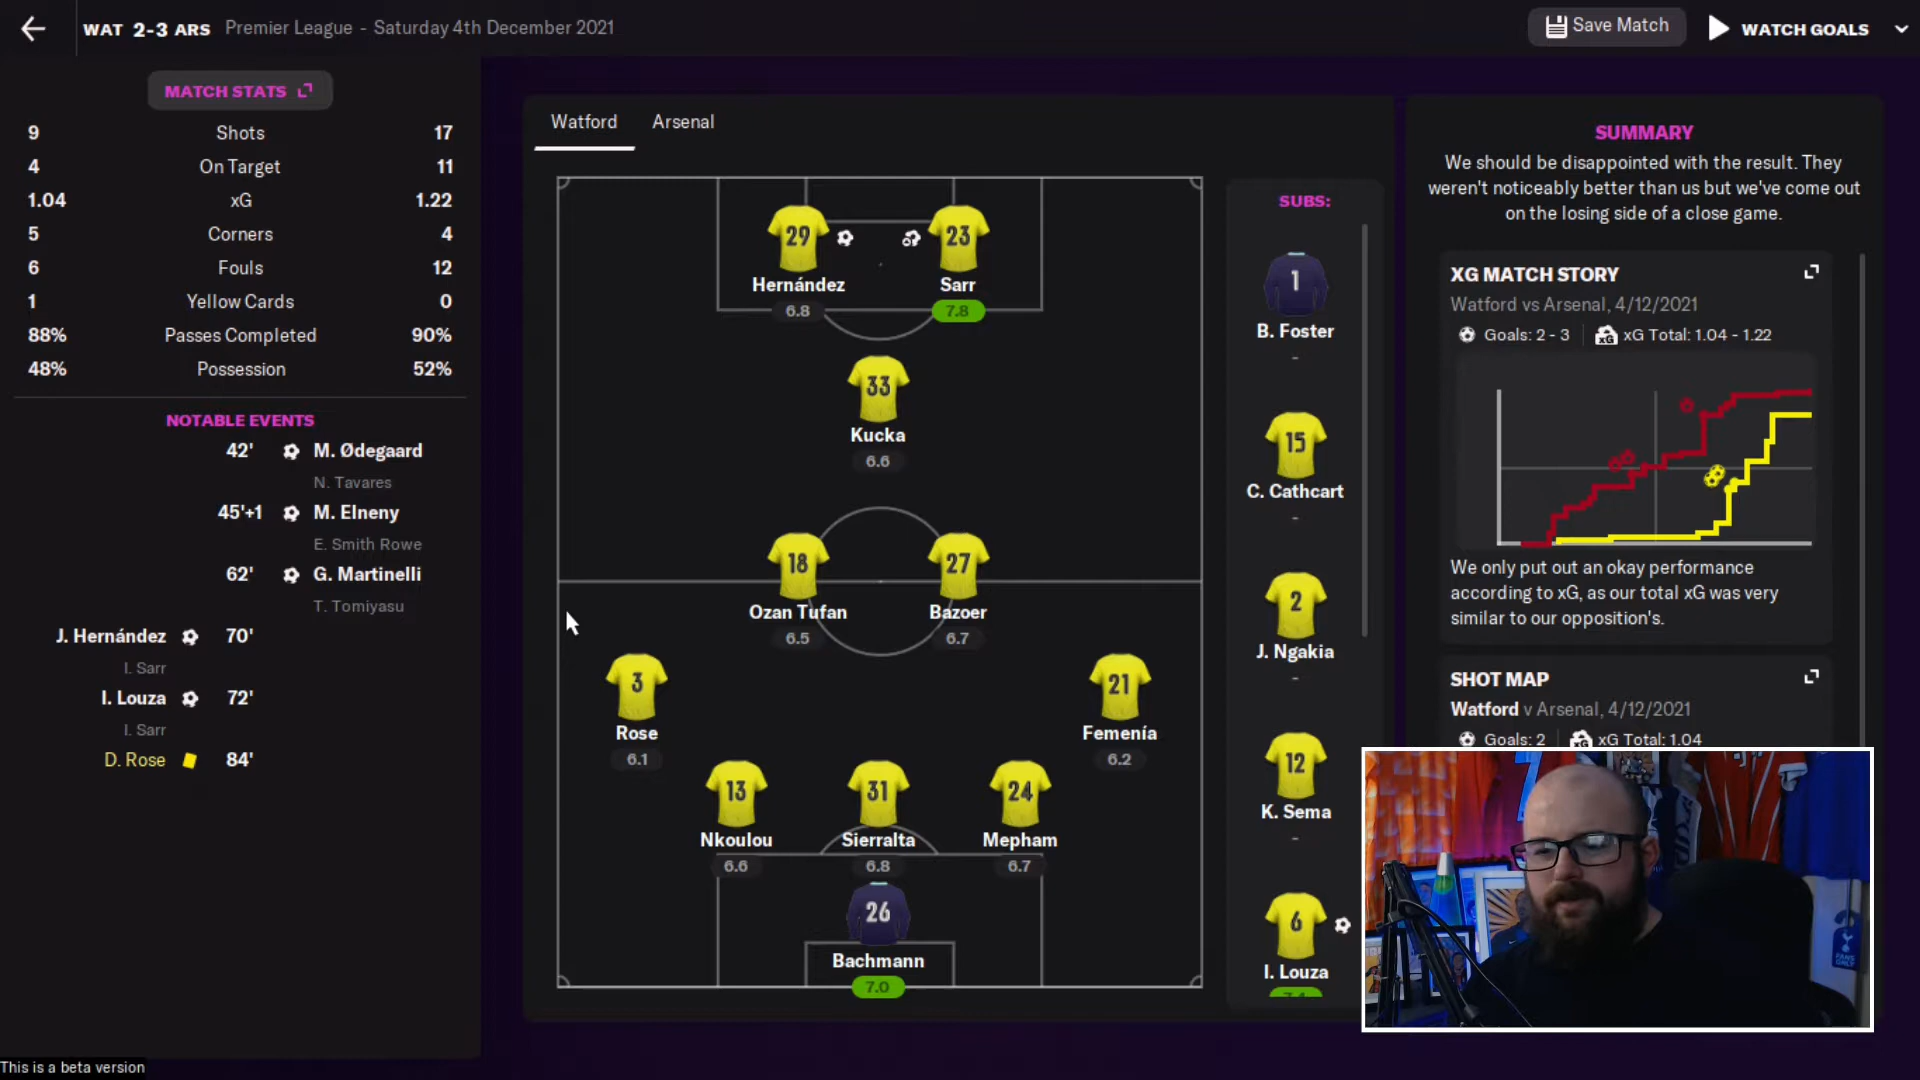 WAT 2-3 ARS Premier League - Saturday 4th December 2021
Save Match
WATCH GOALS
MATCH STATS
9 Shots 17
4 On Target 11
1.04 xG 1.22
5 Corners 4
6 Fouls 12
1 Yellow Cards 0
88% Passes Completed 90%
48% Possession 52%
NOTABLE EVENTS
42' M. Ødegaard
N. Tavares
45'+1 M. Elneny
E. Smith Rowe
62' G. Martinelli
T. Tomiyasu
J. Hernández 70'
I. Sarr
I. Louza 72'
I. Sarr
D. Rose 84'
This is a beta version
Watford Arsenal
29 23
Hernández Sarr
6.8 7.8
33
Kucka
6.6
18 27
Ozan Tufan Bazoer
6.5 6.7
3 21
Rose Femenía
6.1 6.2
13 31 24
Nkoulou Sierralta Mepham
6.6 6.8 6.7
26
Bachmann
7.0
SUBS:
1
B. Foster
-
15
C. Cathcart
-
2
J. Ngakia
-
12
K. Sema
-
6
I. Louza
SUMMARY
We should be disappointed with the result. They
weren't noticeably better than us but we've come out
on the losing side of a close game.
XG MATCH STORY
Watford vs Arsenal, 4/12/2021
Goals: 2 - 3 xG xG Total: 1.04 - 1.22
We only put out an okay performance
according to xG, as our total xG was very
similar to our opposition's.
SHOT MAP
Watford v Arsenal, 4/12/2021
Goals: 2 xG Total: 1.04
FANS
ONLY